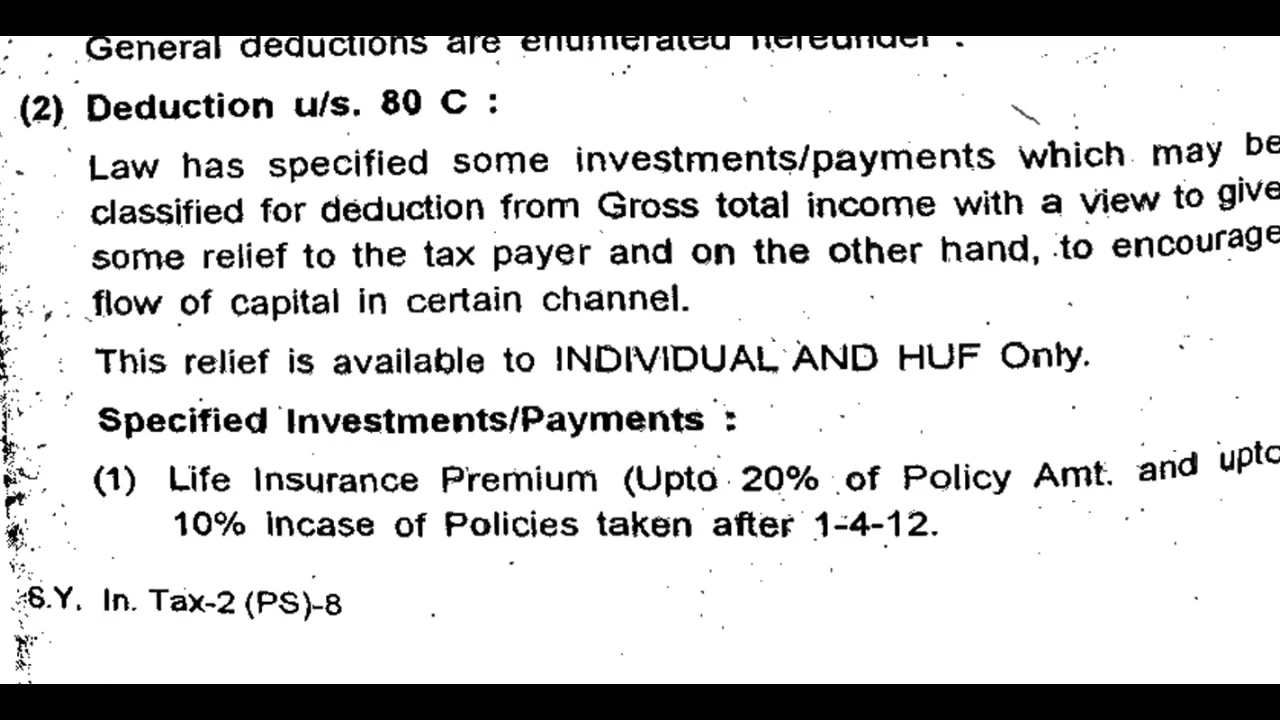 General deductions are enumerated hereunder :
(2) Deduction u/s. 80 C :
Law has specified some investments/payments which may be
classified for deduction from Gross total income with a view to give
some relief to the tax payer and on the other hand, to encourage
flow of capital in certain channel.
This relief is available to INDIVIDUAL AND HUF Only.
Specified Investments/Payments :
(1) Life Insurance Premium (Upto 20% of Policy Amt. and upto
10% incase of Policies taken after 1-4-12.
S.Y. In. Tax-2 (PS)-8